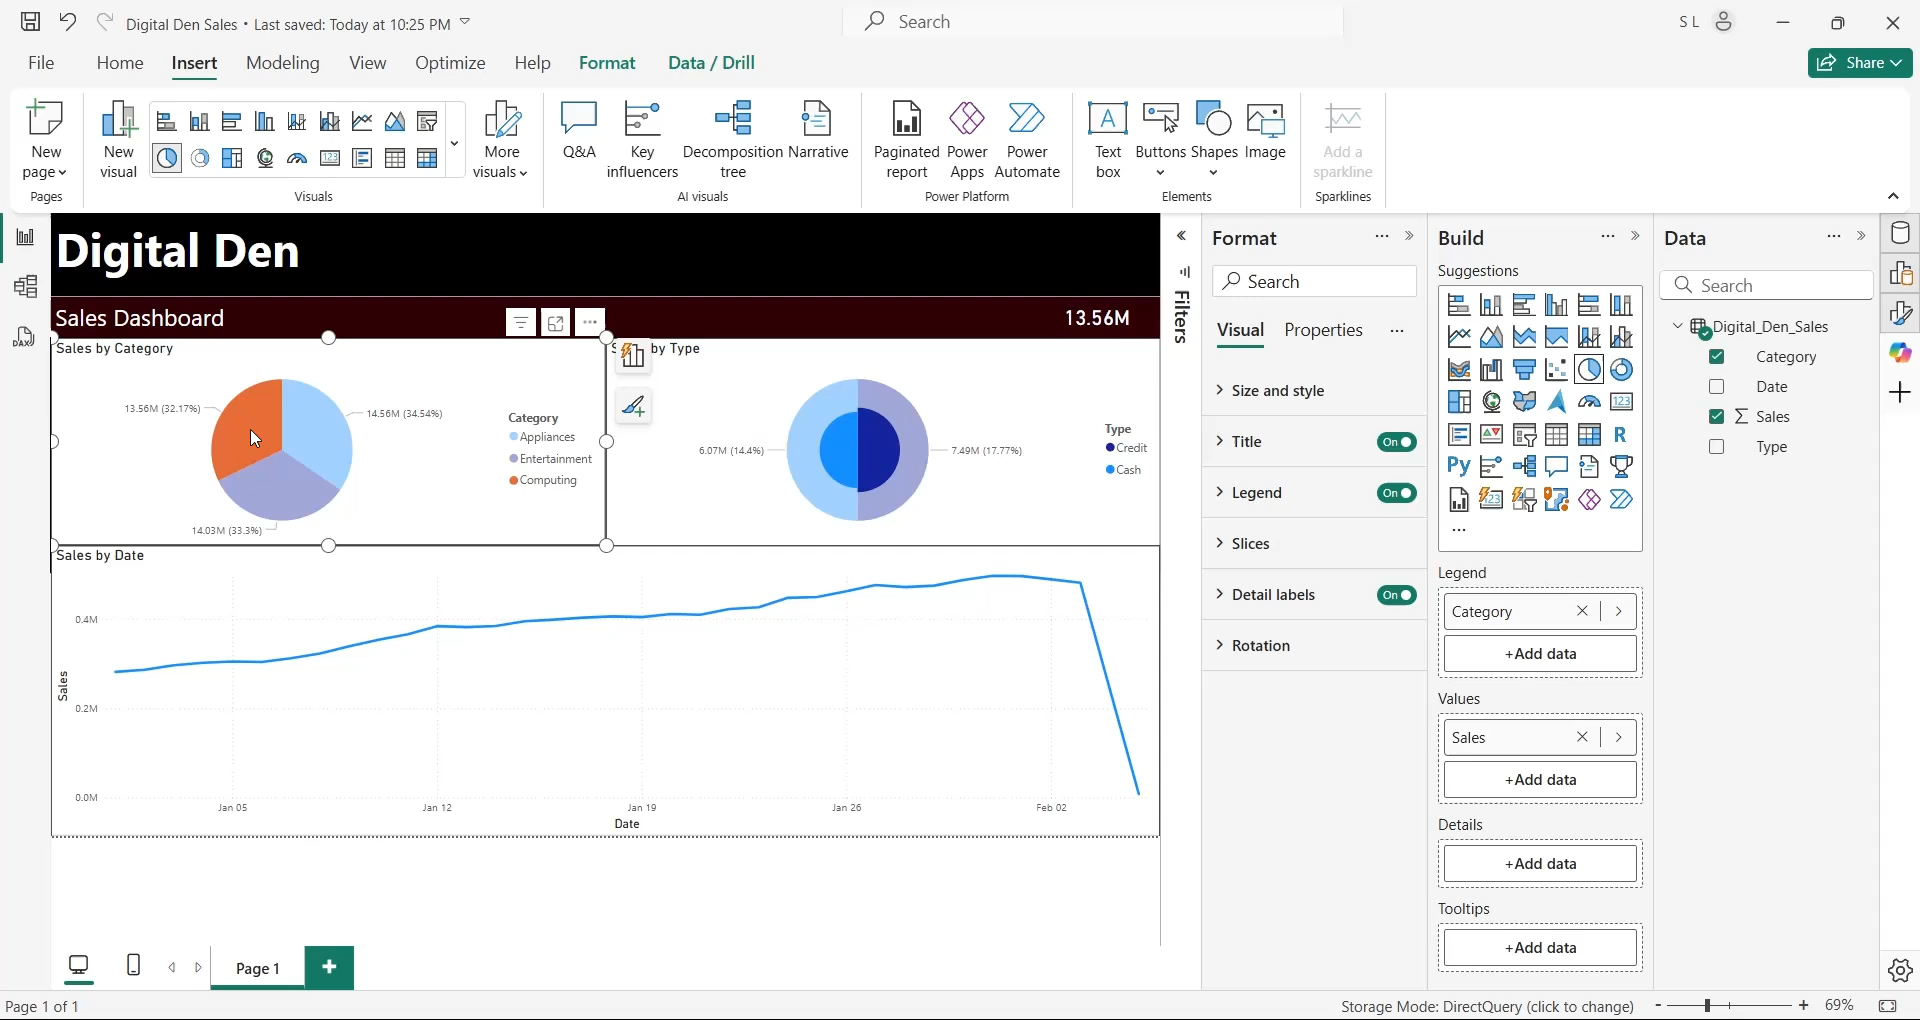 Digital Den Sales • Last saved: Today at 10:25 PM
Search
S L
File
Home
Insert
Modeling
View
Optimize
Help
Format
Data / Drill
Share
New
page
Pages
New
visual
More
visuals
Visuals
Q&A
Key
influencers
Decomposition
tree
Narrative
AI visuals
Paginated
report
Power
Apps
Power
Automate
Power Platform
Text
box
Buttons
Shapes
Image
Elements
Add a
sparkline
Sparklines
DAX
Digital Den
Sales Dashboard
13.56M
Sales by Category
13.56M (32.17%)
14.56M (34.54%)
14.03M (33.3%)
Category
Appliances
Entertainment
Computing
by Type
6.07M (14.4%)
7.49M (17.77%)
Type
Credit
Cash
Sales by Date
Sales
0.4M
0.2M
0.0M
Jan 05
Jan 12
Jan 19
Jan 26
Feb 02
Date
Filters
Format
Search
Visual
Properties
Size and style
Title
On
Legend
On
Slices
Detail labels
On
Rotation
Build
Suggestions
123
R
Py
123
Legend
Category
+Add data
Values
Sales
+Add data
Details
+Add data
Tooltips
+Add data
Data
Search
Digital_Den_Sales
Category
Date
∑ Sales
Type
Page 1
Page 1 of 1
Storage Mode: DirectQuery (click to change)
- + 69%